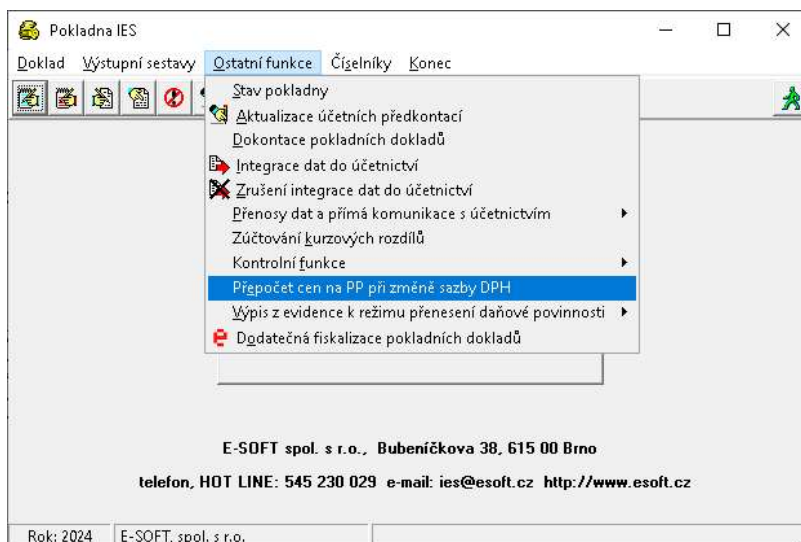 Pokladna IES
Doklad Výstupní sestavy Ostatní funkce Číselníky Konec
Stav pokladny
Aktualizace účetních předkontací
Dokontace pokladních dokladů
Integrace dat do účetnictví
Zrušení integrace dat do účetnictví
Přenosy dat a přímá komunikace s účetnictvím
Zúčtování kurzových rozdílů
Kontrolní funkce
Přepočet cen na PP při změně sazby DPH
Výpis z evidence k režimu přenesení daňové povinnosti
Dodatečná fiskalizace pokladních dokladů
E-SOFT spol. s r.o., Bubeníčkova 38, 615 00 Brno
telefon, HOT LINE: 545 230 029 e-mail: ies@esoft.cz http://www.esoft.cz
Rok: 2024 E-SOFT, spol. s r.o.